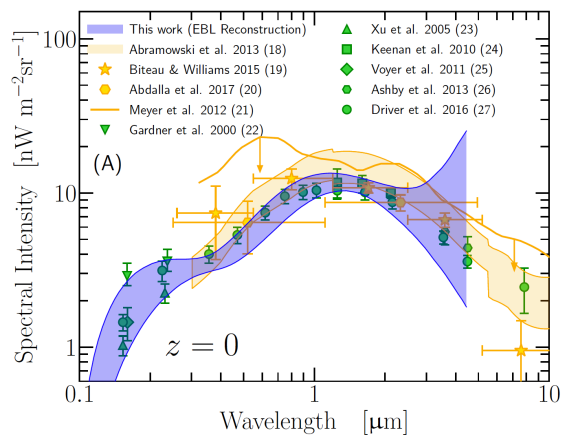 100
10
1
Spectral Intensity [nW m⁻²sr⁻¹]
This work (EBL Reconstruction)
Abramowski et al. 2013 (18)
Biteau & Williams 2015 (19)
Abdalla et al. 2017 (20)
Meyer et al. 2012 (21)
Gardner et al. 2000 (22)
Xu et al. 2005 (23)
Keenan et al. 2010 (24)
Voyer et al. 2011 (25)
Ashby et al. 2013 (26)
Driver et al. 2016 (27)
(A)
z = 0
0.1 1 10
Wavelength [μm]